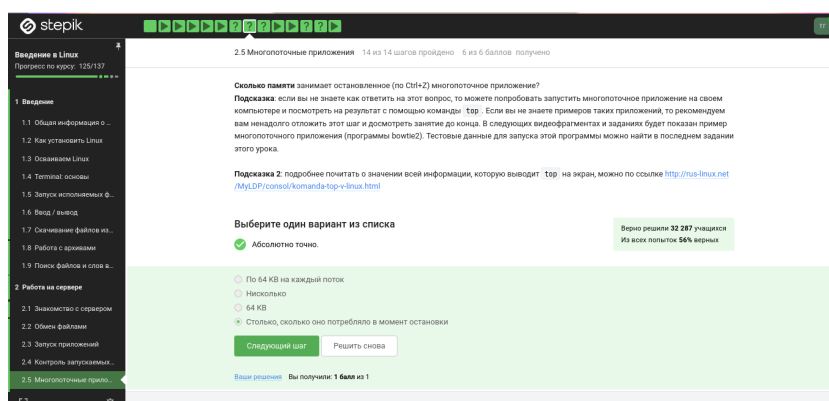 stepik
Введение в Linux
Прогресс по курсу: 125/137
1 Введение
1.1 Общая информация о ...
1.2 Как установить Linux
1.3 Осваиваем Linux
1.4 Terminal: основы
1.5 Запуск исполняемых ф...
1.6 Ввод / вывод
1.7 Скачивание файлов из...
1.8 Работа с архивами
1.9 Поиск файлов и слов в...
2 Работа на сервере
2.1 Знакомство с сервером
2.2 Обмен файлами
2.3 Запуск приложений
2.4 Контроль запускаемых...
2.5 Многопоточные прило...
2.5 Многопоточные приложения 14 из 14 шагов пройдено 6 из 6 баллов получено
Сколько памяти занимает остановленное (по Ctrl+Z) многопоточное приложение?
Подсказка: если вы не знаете как ответить на этот вопрос, то можете попробовать запустить многопоточное приложение на своем
компьютере и посмотреть на результат с помощью команды top . Если вы не знаете примеров таких приложений, то рекомендуем
вам ненадолго отложить этот шаг и досмотреть занятие до конца. В следующих видеофрагментах и заданиях будет показан пример
многопоточного приложения (программы bowtie2). Тестовые данные для запуска этой программы можно найти в последнем задании
этого урока.
Подсказка 2: подробнее почитать о значении всей информации, которую выводит top на экран, можно по ссылке http://rus-linux.net
/MyLDP/consol/komanda-top-v-linux.html
Выберите один вариант из списка
Абсолютно точно.
Верно решили 32 287 учащихся
Из всех попыток 56% верных
По 64 КВ на каждый поток
Нисколько
64 КВ
Столько, сколько оно потребляло в момент остановки
Следующий шаг Решить снова
Ваши решения Вы получили: 1 балл из 1